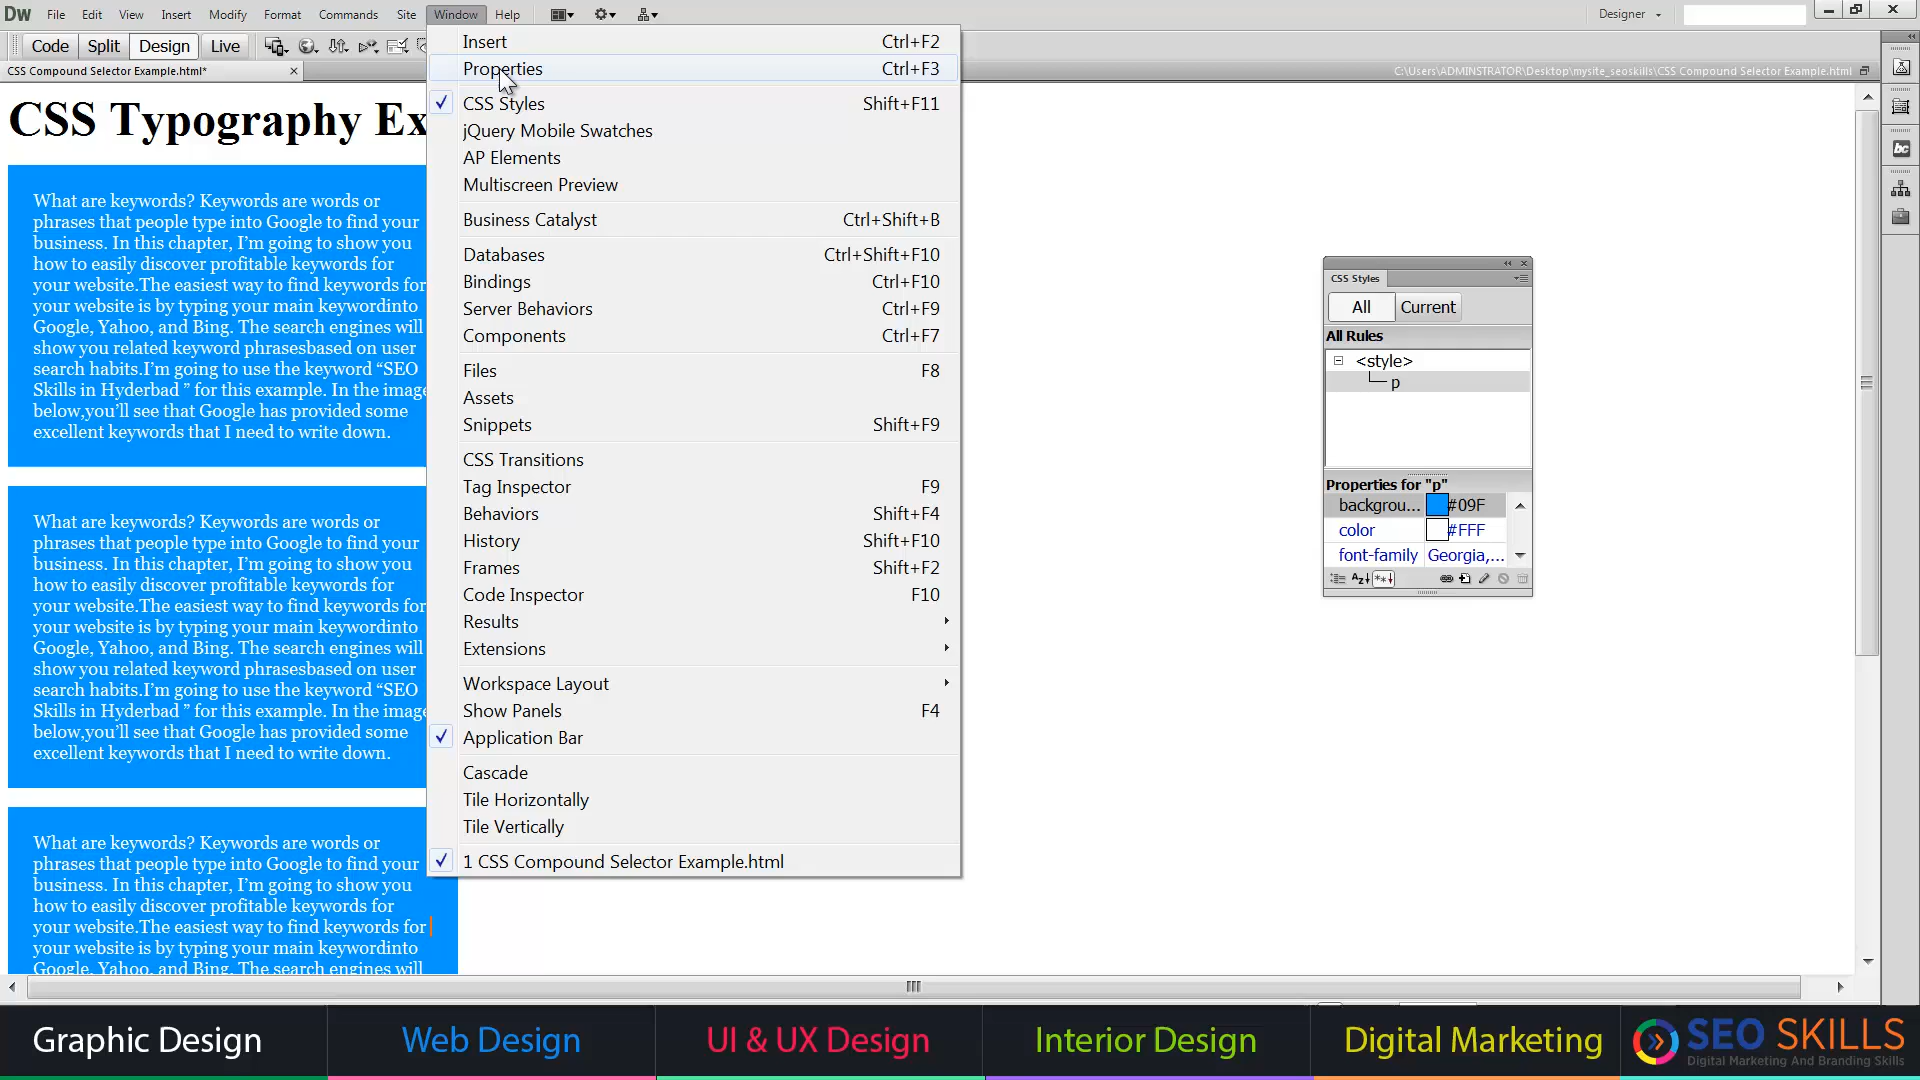 Dw File Edit View Insert Modify Format Commands Site Window Help Designer
Code Split Design Live
CSS Compound Selector Example.html* C:\Users\ADMINSTRATOR\Desktop\mysite_seoskills\CSS Compound Selector Example.html
CSS Typography Ex
What are keywords? Keywords are words or
phrases that people type into Google to find your
business. In this chapter, I’m going to show you
how to easily discover profitable keywords for
your website.The easiest way to find keywords for
your website is by typing your main keywordinto
Google, Yahoo, and Bing. The search engines will
show you related keyword phrasesbased on user
search habits.I’m going to use the keyword “SEO
Skills in Hyderbad ” for this example. In the image
below,you’ll see that Google has provided some
excellent keywords that I need to write down.
What are keywords? Keywords are words or
phrases that people type into Google to find your
business. In this chapter, I’m going to show you
how to easily discover profitable keywords for
your website.The easiest way to find keywords for
your website is by typing your main keywordinto
Google, Yahoo, and Bing. The search engines will
show you related keyword phrasesbased on user
search habits.I’m going to use the keyword “SEO
Skills in Hyderbad ” for this example. In the image
below,you’ll see that Google has provided some
excellent keywords that I need to write down.
What are keywords? Keywords are words or
phrases that people type into Google to find your
business. In this chapter, I’m going to show you
how to easily discover profitable keywords for
your website.The easiest way to find keywords for
your website is by typing your main keywordinto
Google, Yahoo, and Bing. The search engines will
Insert Ctrl+F2
Properties Ctrl+F3
CSS Styles Shift+F11
jQuery Mobile Swatches
AP Elements
Multiscreen Preview
Business Catalyst Ctrl+Shift+B
Databases Ctrl+Shift+F10
Bindings Ctrl+F10
Server Behaviors Ctrl+F9
Components Ctrl+F7
Files F8
Assets
Snippets Shift+F9
CSS Transitions
Tag Inspector F9
Behaviors Shift+F4
History Shift+F10
Frames Shift+F2
Code Inspector F10
Results
Extensions
Workspace Layout
Show Panels F4
Application Bar
Cascade
Tile Horizontally
Tile Vertically
1 CSS Compound Selector Example.html
CSS Styles
All Current
All Rules
<style>
p
Properties for "p"
backgrou... #09F
color #FFF
font-family Georgia,...
bc
Graphic Design Web Design UI & UX Design Interior Design Digital Marketing SEO SKILLS
Digital Marketing And Branding Skills